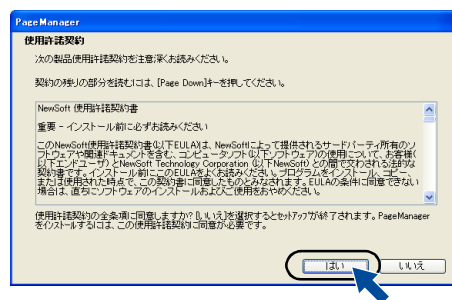 PageManager
使用許諾契約
次の製品使用許諾契約を注意深くお読みください。
契約の残りの部分を読むには、[Page Down]キーを押してください。
NewSoft 使用許諾契約書
重要 - インストール前に必ずお読みください
このNewSoft使用許諾契約書(以下EULA)は、NewSoftによって提供されるサードパーティ所有のソ
フトウェアや関連ドキュメントを含む、コンピュータソフト(以下ソフトウェア)の使用について、お客様(
以下エンドユーザ)とNewSoft Technology Corporation (以下NewSoft) との間で交わされる法的な
契約書です。インストール前にこのEULAをよくお読みください。プログラムをインストール、コピー、
または使用された時点で、この契約書に同意したものとみなされます。EULAの条件に同意できない
場合は、直ちにソフトウェアのインストールおよびご使用をおやめください。
使用許諾契約の全条項に同意しますか? [いいえ]を選択するとセットアップが終了されます。PageManager
をインストールするには、この使用許諾契約に同意が必要です。
はい
いいえ